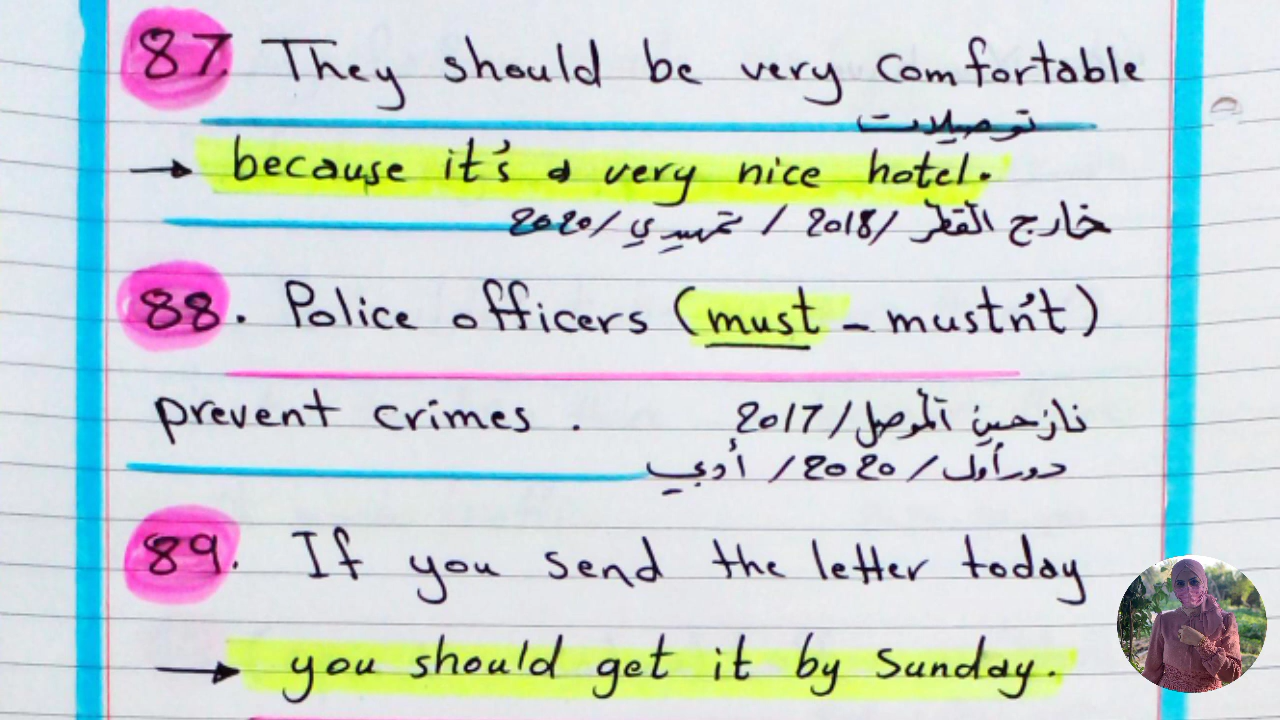 87. They should be very comfortable
توصيلات
→ because it's a very nice hotel.
خارج القطر /2018 / تمهيدي /2020
88. Police officers (must - mustn't)
prevent crimes .
نازحين الموصل/2017
دور أول / 2020 / أدبي
89. If you send the letter today
→ you should get it by Sunday.